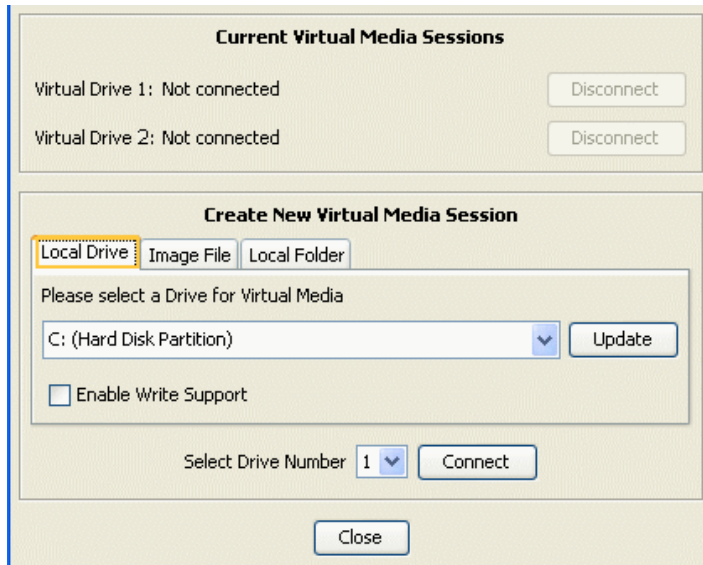 Current Virtual Media Sessions
Virtual Drive 1: Not connected Disconnect
Virtual Drive 2: Not connected Disconnect
Create New Virtual Media Session
Local Drive Image File Local Folder
Please select a Drive for Virtual Media
C: (Hard Disk Partition) Update
Enable Write Support
Select Drive Number 1 Connect
Close